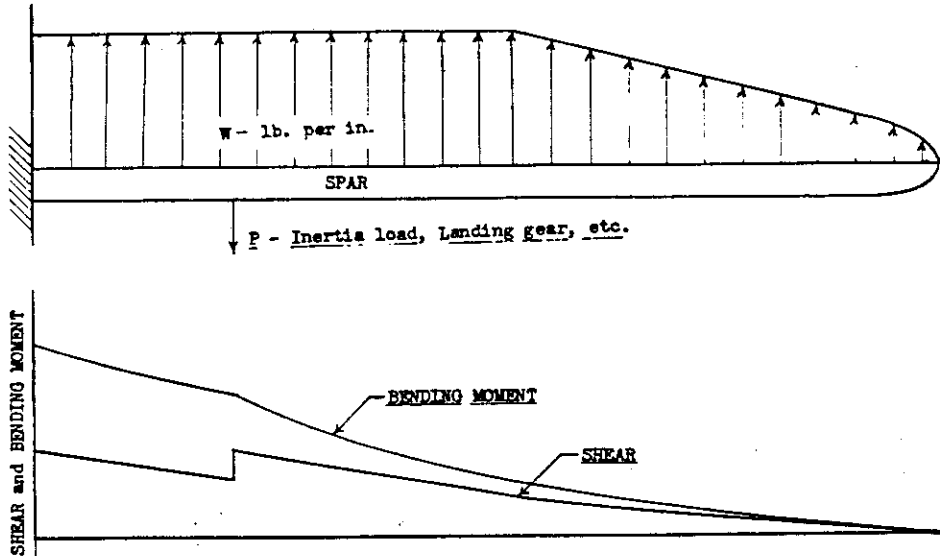 W - lb. per in.
SPAR
P - Inertia load, Landing gear, etc.
SHEAR and BENDING MOMENT
BENDING MOMENT
SHEAR